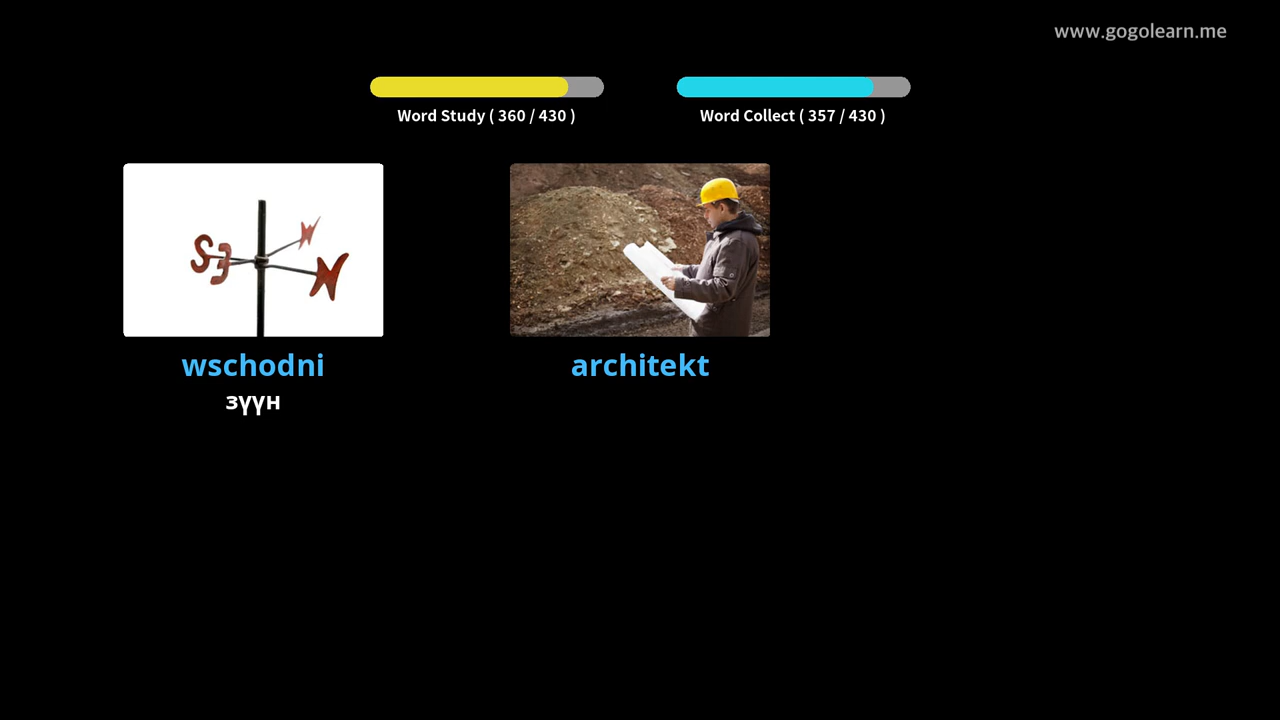 www.gogolearn.me
Word Study ( 360 / 430 )
Word Collect ( 357 / 430 )
S
E
N
W
wschodni
зүүн
architekt